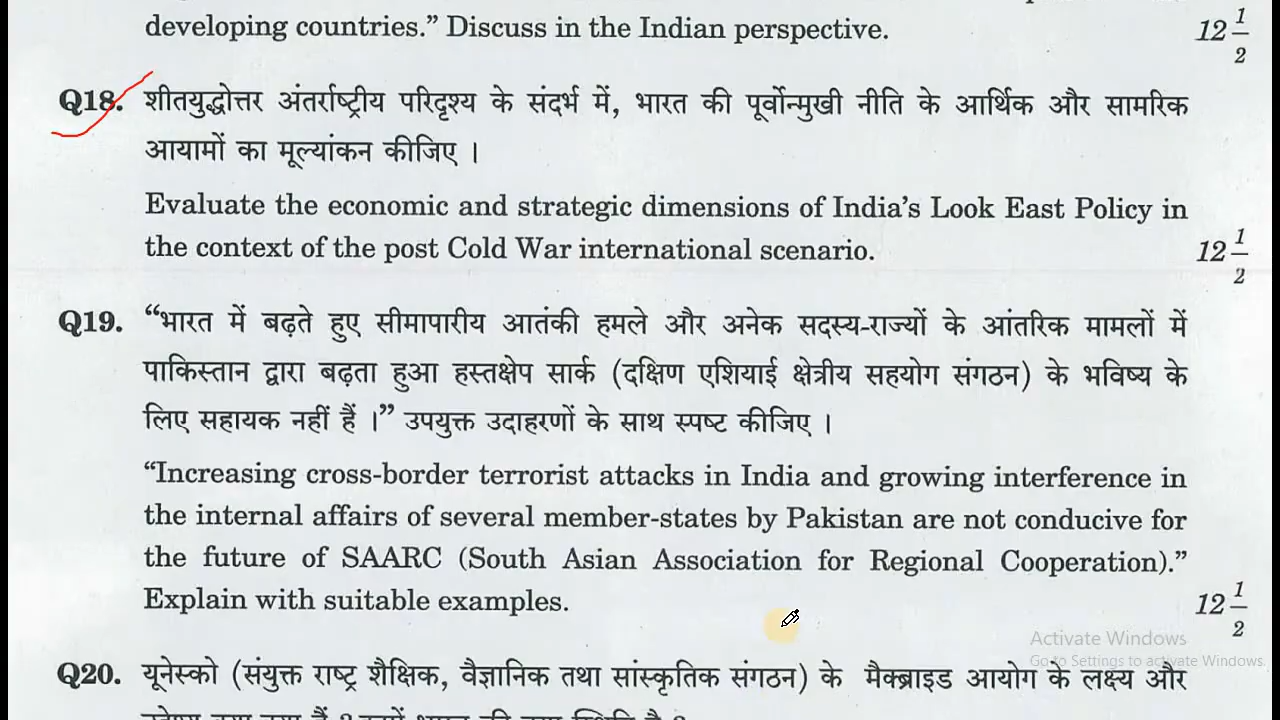 developing countries.” Discuss in the Indian perspective. 12 1/2
Q18. शीतयुद्धोत्तर अंतर्राष्ट्रीय परिदृश्य के संदर्भ में, भारत की पूर्वोन्मुखी नीति के आर्थिक और सामरिक
आयामों का मूल्यांकन कीजिए ।
Evaluate the economic and strategic dimensions of India’s Look East Policy in
the context of the post Cold War international scenario. 12 1/2
Q19. “भारत में बढ़ते हुए सीमापारीय आतंकी हमले और अनेक सदस्य-राज्यों के आंतरिक मामलों में
पाकिस्तान द्वारा बढ़ता हुआ हस्तक्षेप सार्क (दक्षिण एशियाई क्षेत्रीय सहयोग संगठन) के भविष्य के
लिए सहायक नहीं हैं ।” उपयुक्त उदाहरणों के साथ स्पष्ट कीजिए ।
“Increasing cross-border terrorist attacks in India and growing interference in
the internal affairs of several member-states by Pakistan are not conducive for
the future of SAARC (South Asian Association for Regional Cooperation).”
Explain with suitable examples. 12 1/2
Activate Windows
Go to Settings to activate Windows.
Q20. यूनेस्को (संयुक्त राष्ट्र शैक्षिक, वैज्ञानिक तथा सांस्कृतिक संगठन) के मैकब्राइड आयोग के लक्ष्य और